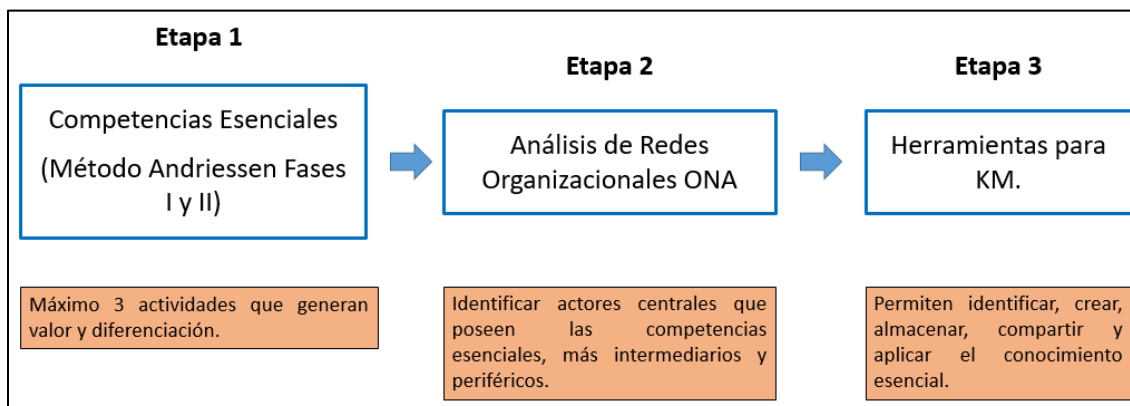 Etapa 1
Competencias Esenciales
(Método Andriessen Fases
I y II)
Máximo 3 actividades que generan
valor y diferenciación.
Etapa 2
Análisis de Redes
Organizacionales ONA
Identificar actores centrales que
poseen las competencias
esenciales, más intermediarios y
periféricos.
Etapa 3
Herramientas para
KM.
Permiten identificar, crear,
almacenar, compartir y
aplicar el conocimiento
esencial.